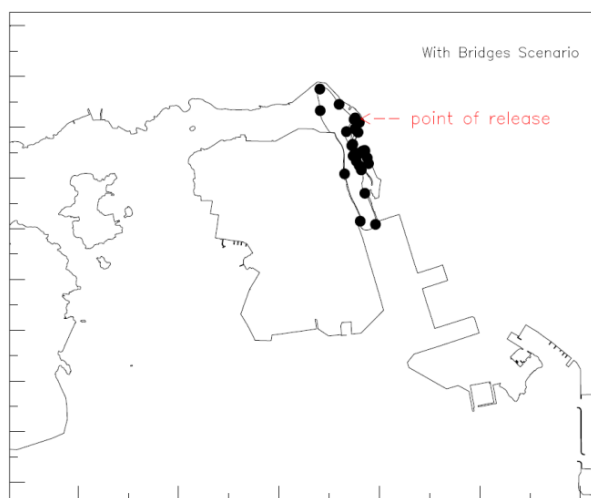 With Bridges Scenario
<-- point of release